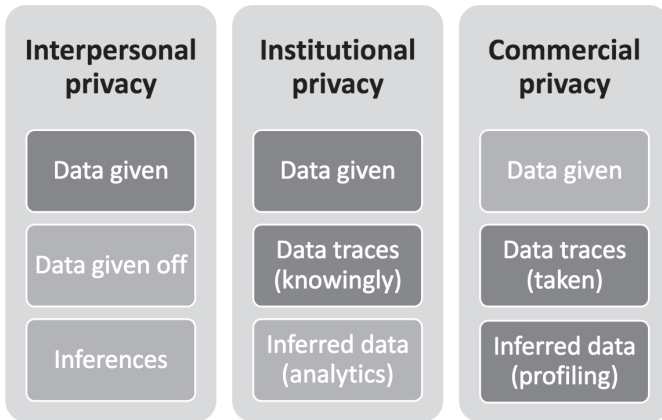 Interpersonal
privacy
Data given
Data given off
Inferences
Institutional
privacy
Data given
Data traces
(knowingly)
Inferred data
(analytics)
Commercial
privacy
Data given
Data traces
(taken)
Inferred data
(profiling)